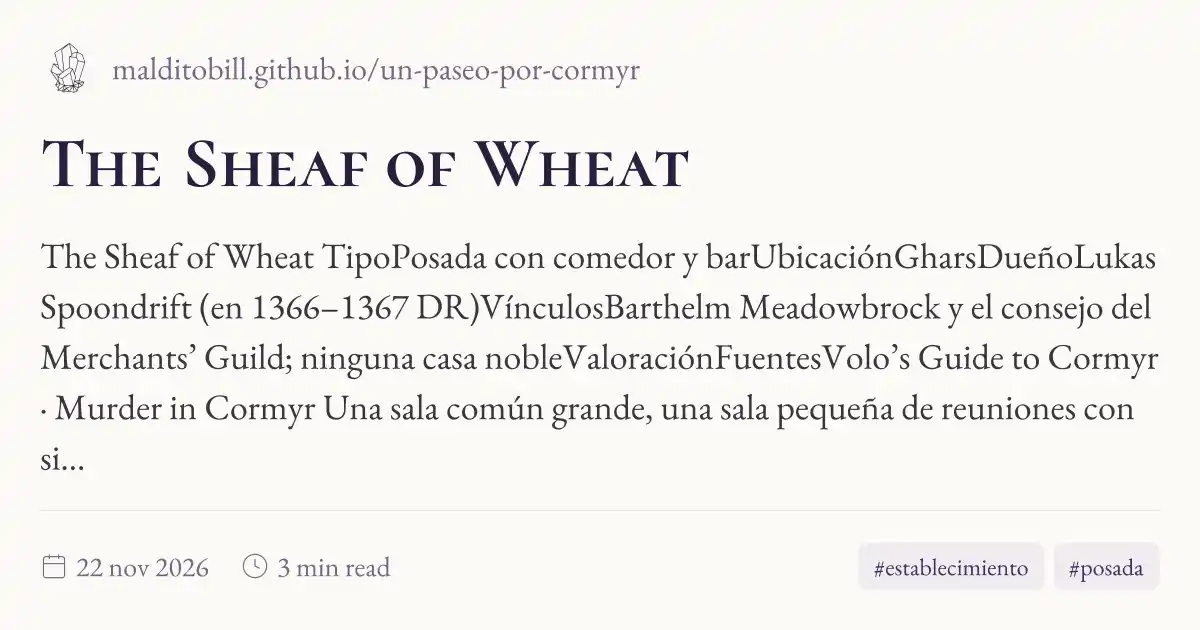 malditobill.github.io/un-paseo-por-cormyr
The Sheaf of Wheat
The Sheaf of Wheat TipoPosada con comedor y barUbicaciónGharsDueñoLukas
Spoondrift (en 1366–1367 DR)VínculosBarthelm Meadowbrock y el consejo del
Merchants’ Guild; ninguna casa nobleValoraciónFuentesVolo’s Guide to Cormyr
· Murder in Cormyr Una sala común grande, una sala pequeña de reuniones con
si...
22 nov 2026 3 min read #establecimiento #posada